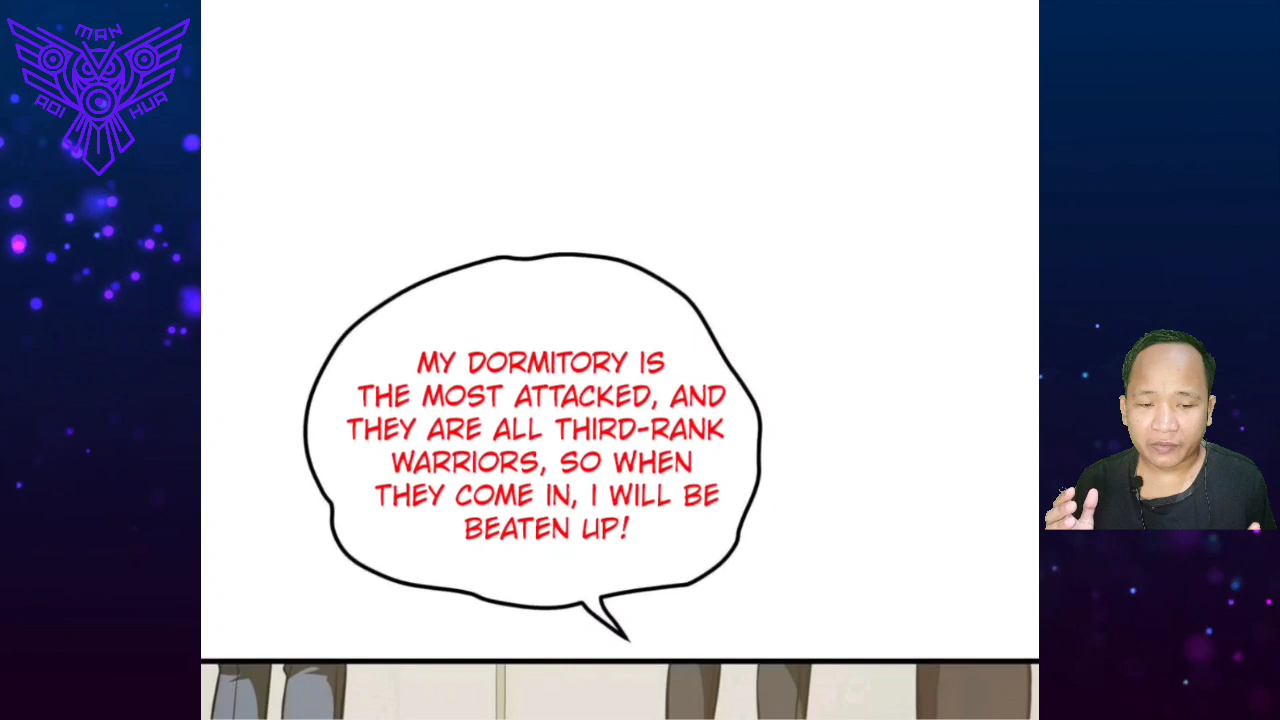 MAN
ADI HUA
MY DORMITORY IS
THE MOST ATTACKED, AND
THEY ARE ALL THIRD-RANK
WARRIORS, SO WHEN
THEY COME IN, I WILL BE
BEATEN UP!